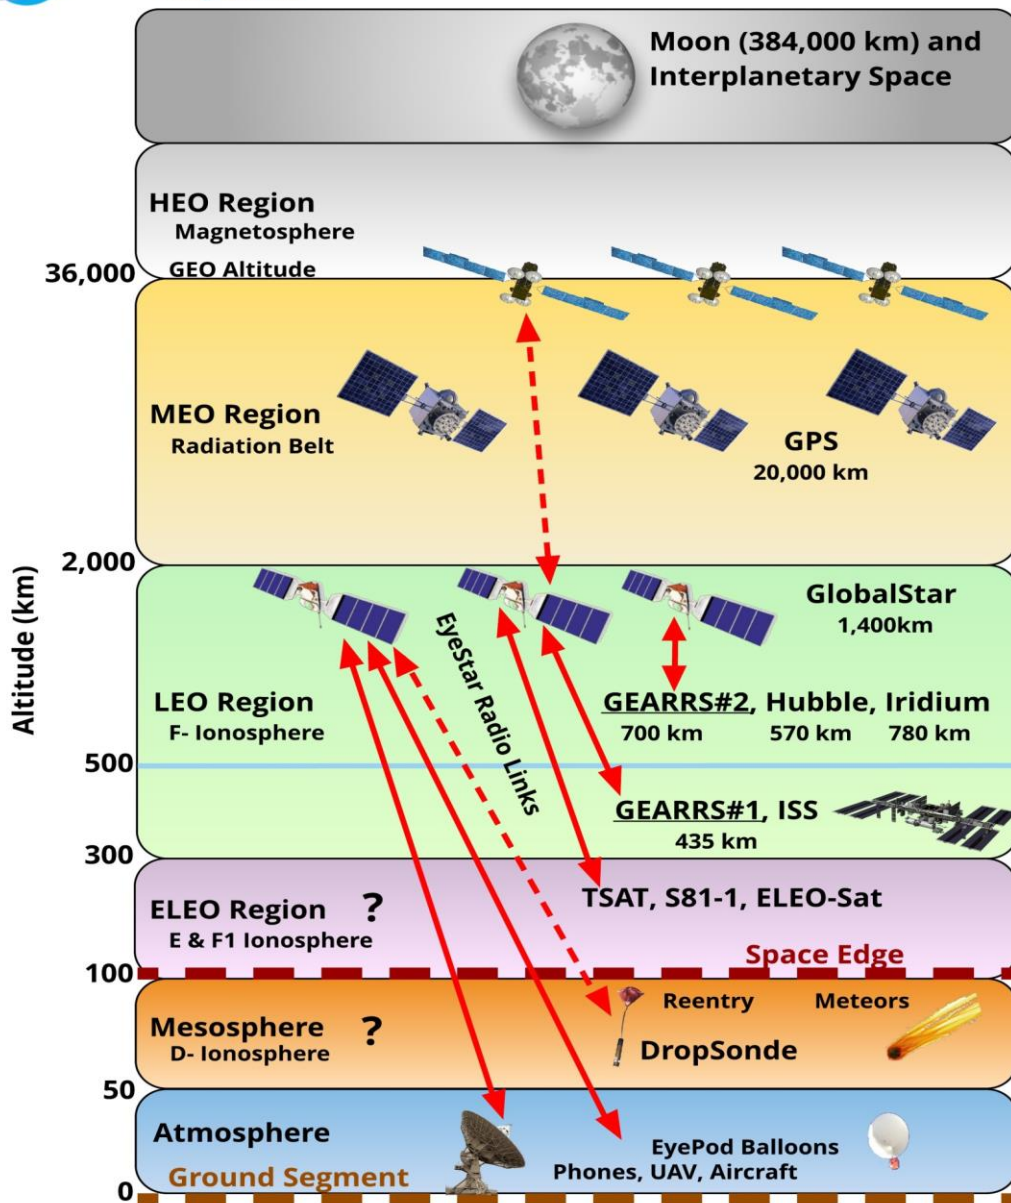 Moon (384,000 km) and
Interplanetary Space
HEO Region
Magnetosphere
GEO Altitude
36,000
MEO Region
Radiation Belt
GPS
20,000 km
2,000
GlobalStar
1,400km
EyeStar Radio Links
Altitude (km)
LEO Region
F- Ionosphere
GEARRS#2, Hubble, Iridium
700 km 570 km 780 km
500
GEARRS#1, ISS
435 km
300
ELEO Region ?
E & F1 Ionosphere
TSAT, S81-1, ELEO-Sat
Space Edge
100
Mesosphere ?
D- Ionosphere
Reentry Meteors
DropSonde
50
Atmosphere
EyePod Balloons
Phones, UAV, Aircraft
Ground Segment
0